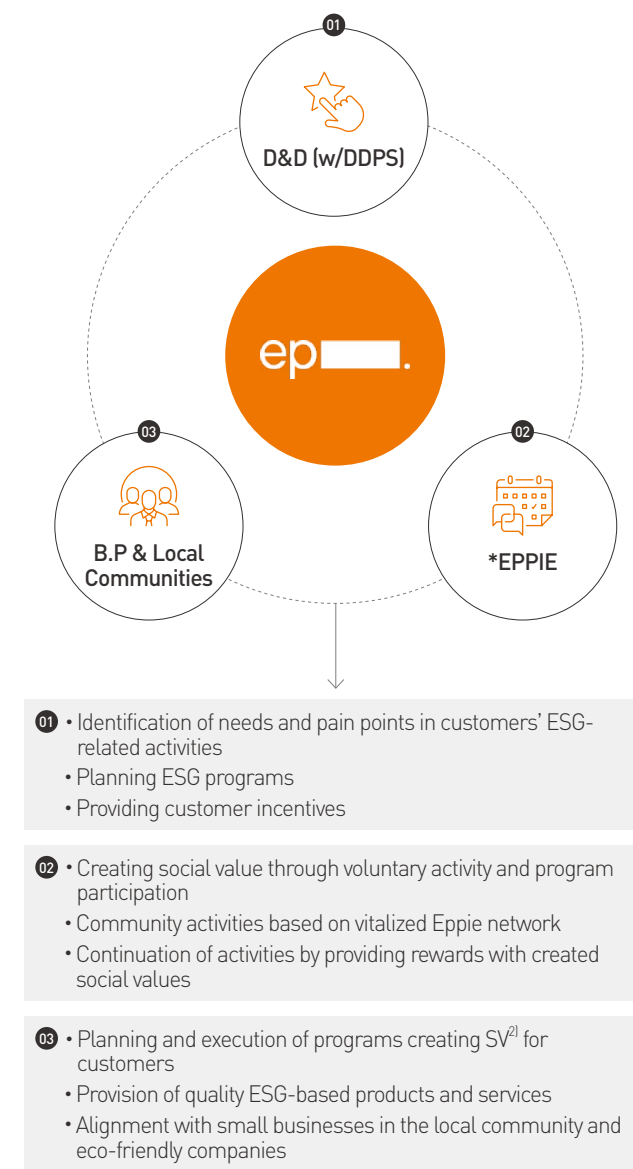 01
D&D (w/DDPS)
ep .
03
02
B.P & Local
Communities
*EPPIE
01 • Identification of needs and pain points in customers’ ESG-
related activities
• Planning ESG programs
• Providing customer incentives
02 • Creating social value through voluntary activity and program
participation
• Community activities based on vitalized Eppie network
• Continuation of activities by providing rewards with created
social values
03 • Planning and execution of programs creating SV²⁾ for
customers
• Provision of quality ESG-based products and services
• Alignment with small businesses in the local community and
eco-friendly companies